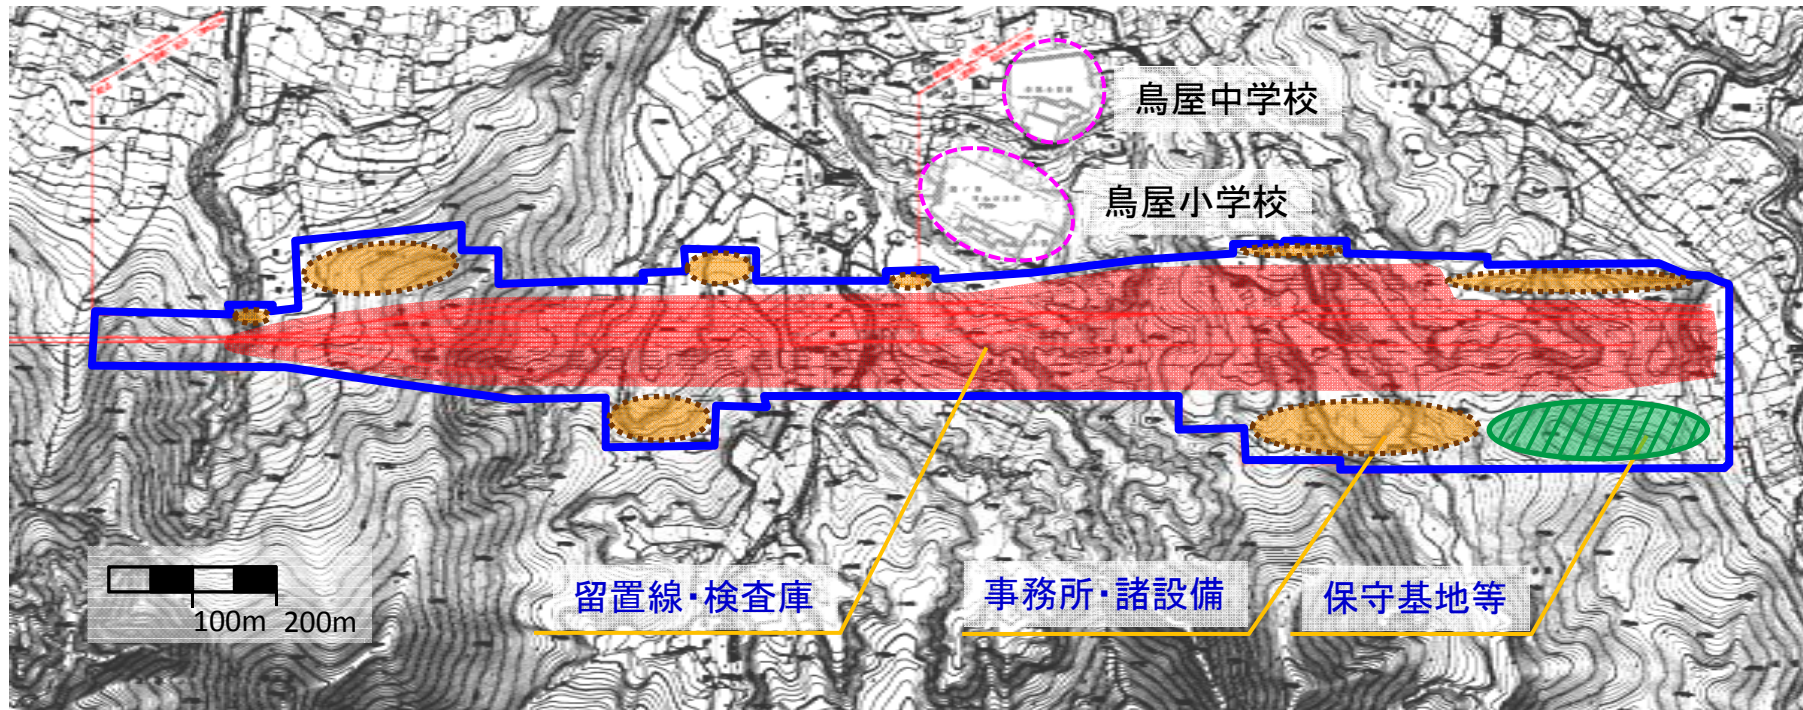 鳥屋中学校
鳥屋小学校
留置線・検査庫
事務所・諸設備
保守基地等
100m 200m